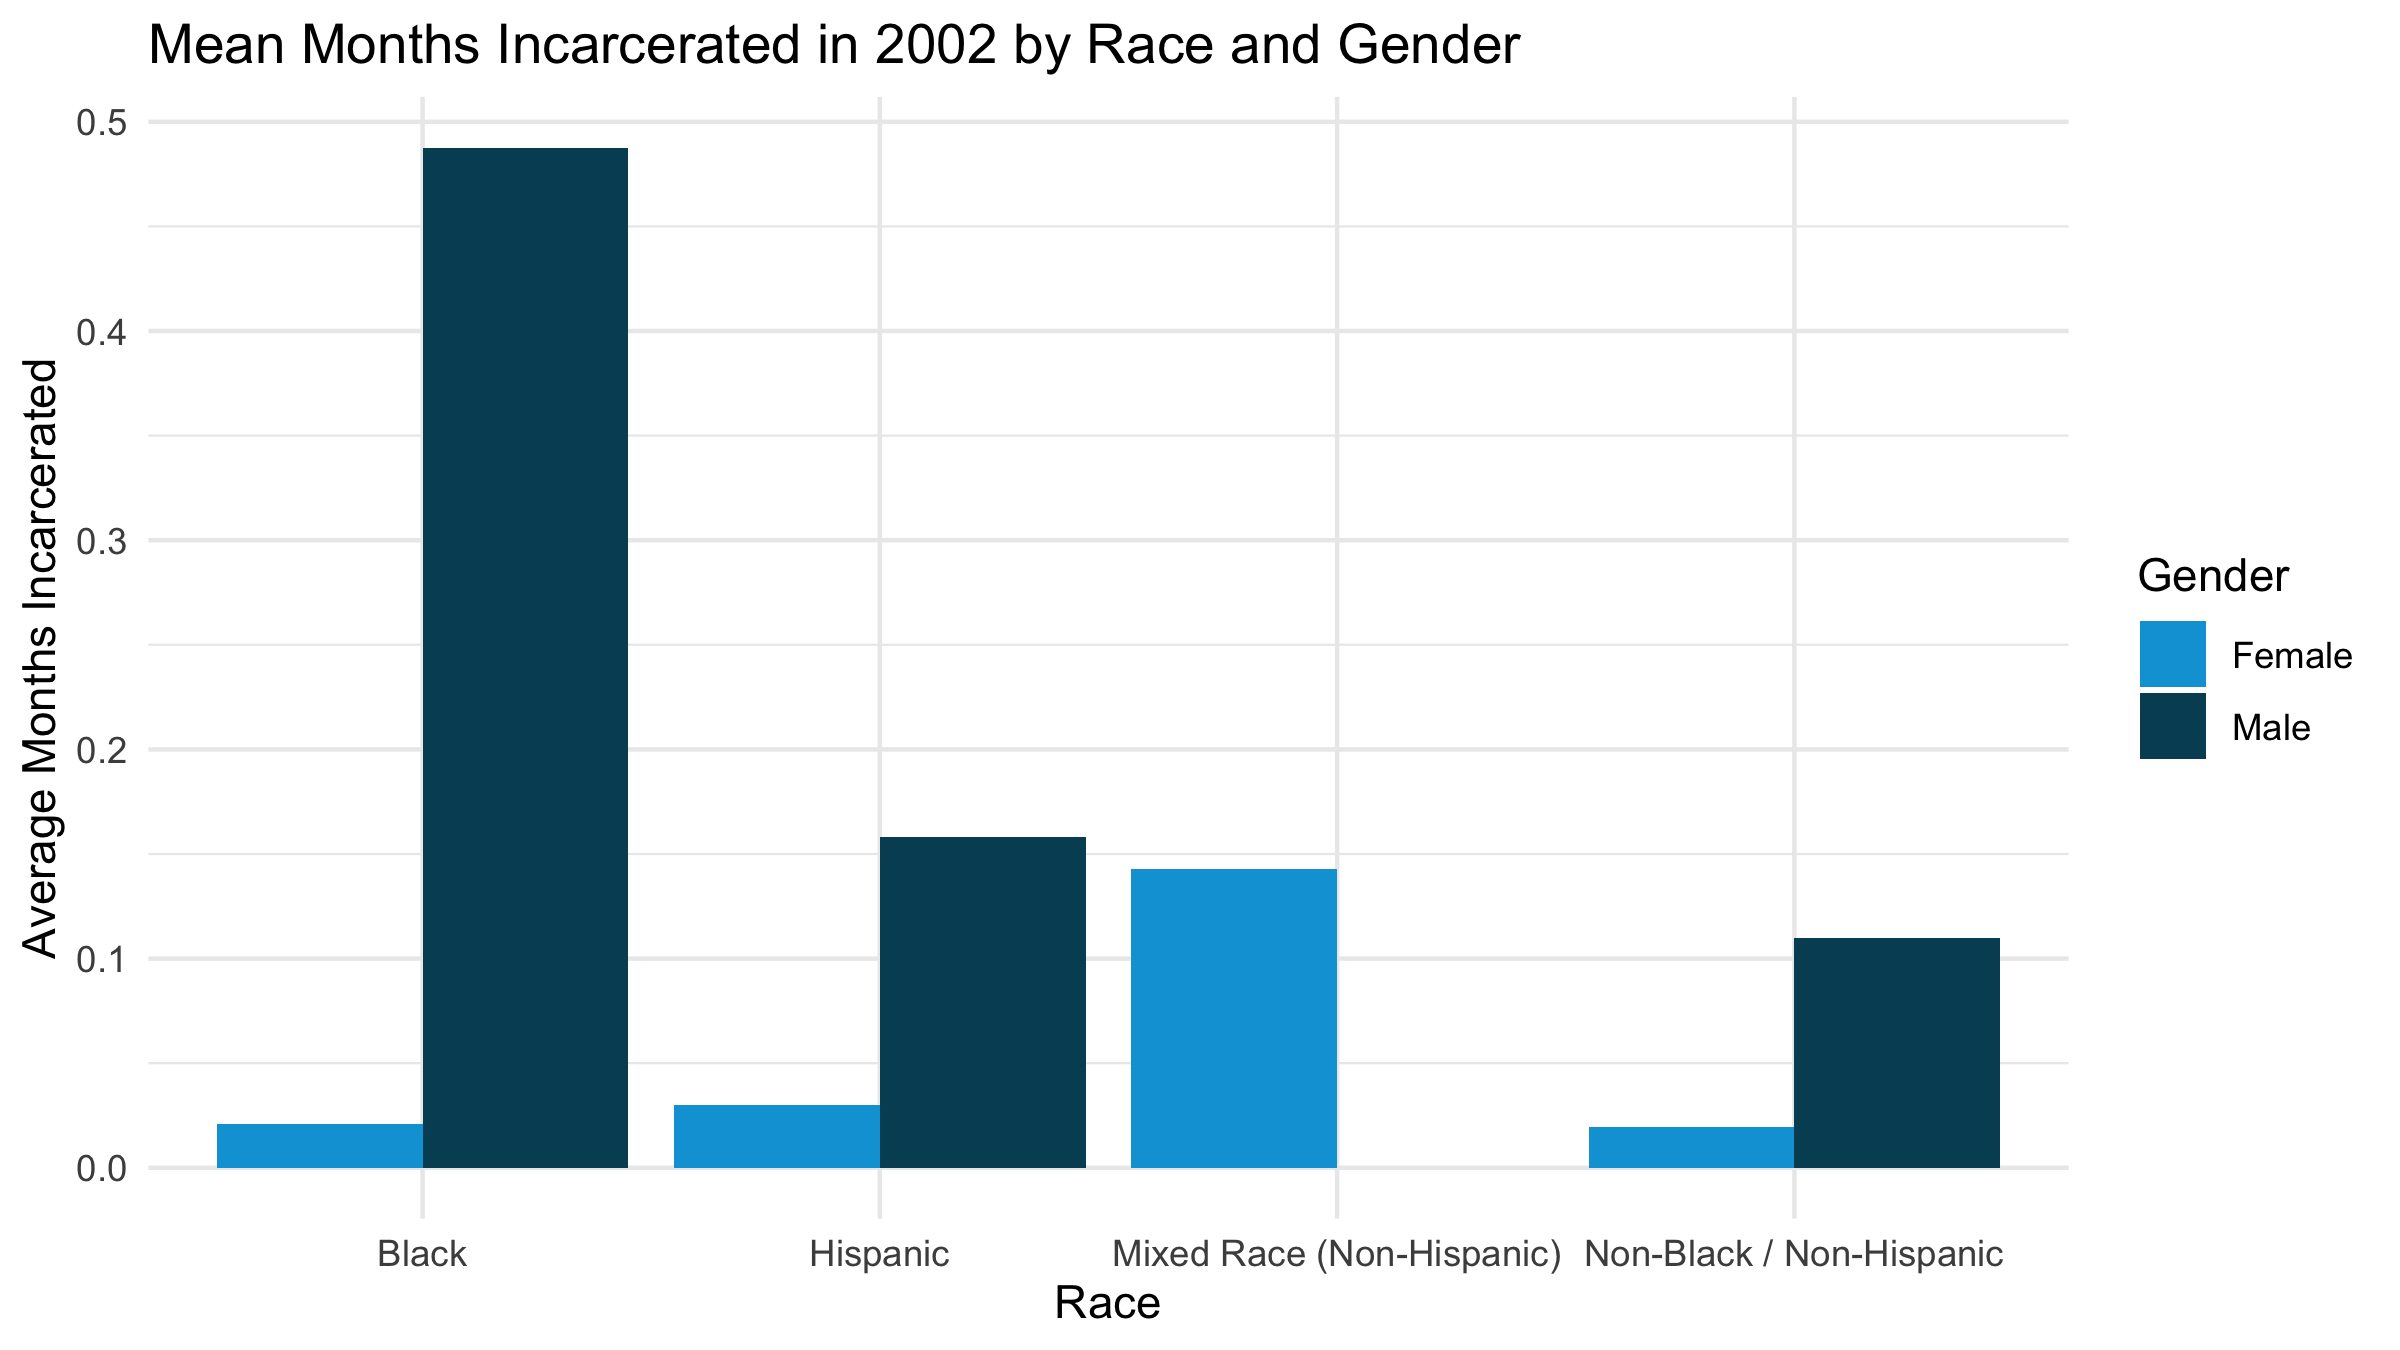 Mean Months Incarcerated in 2002 by Race and Gender
Average Months Incarcerated
0.5
0.4
0.3
0.2
0.1
0.0
Black
Hispanic
Mixed Race (Non-Hispanic)
Non-Black / Non-Hispanic
Race
Gender
Female
Male